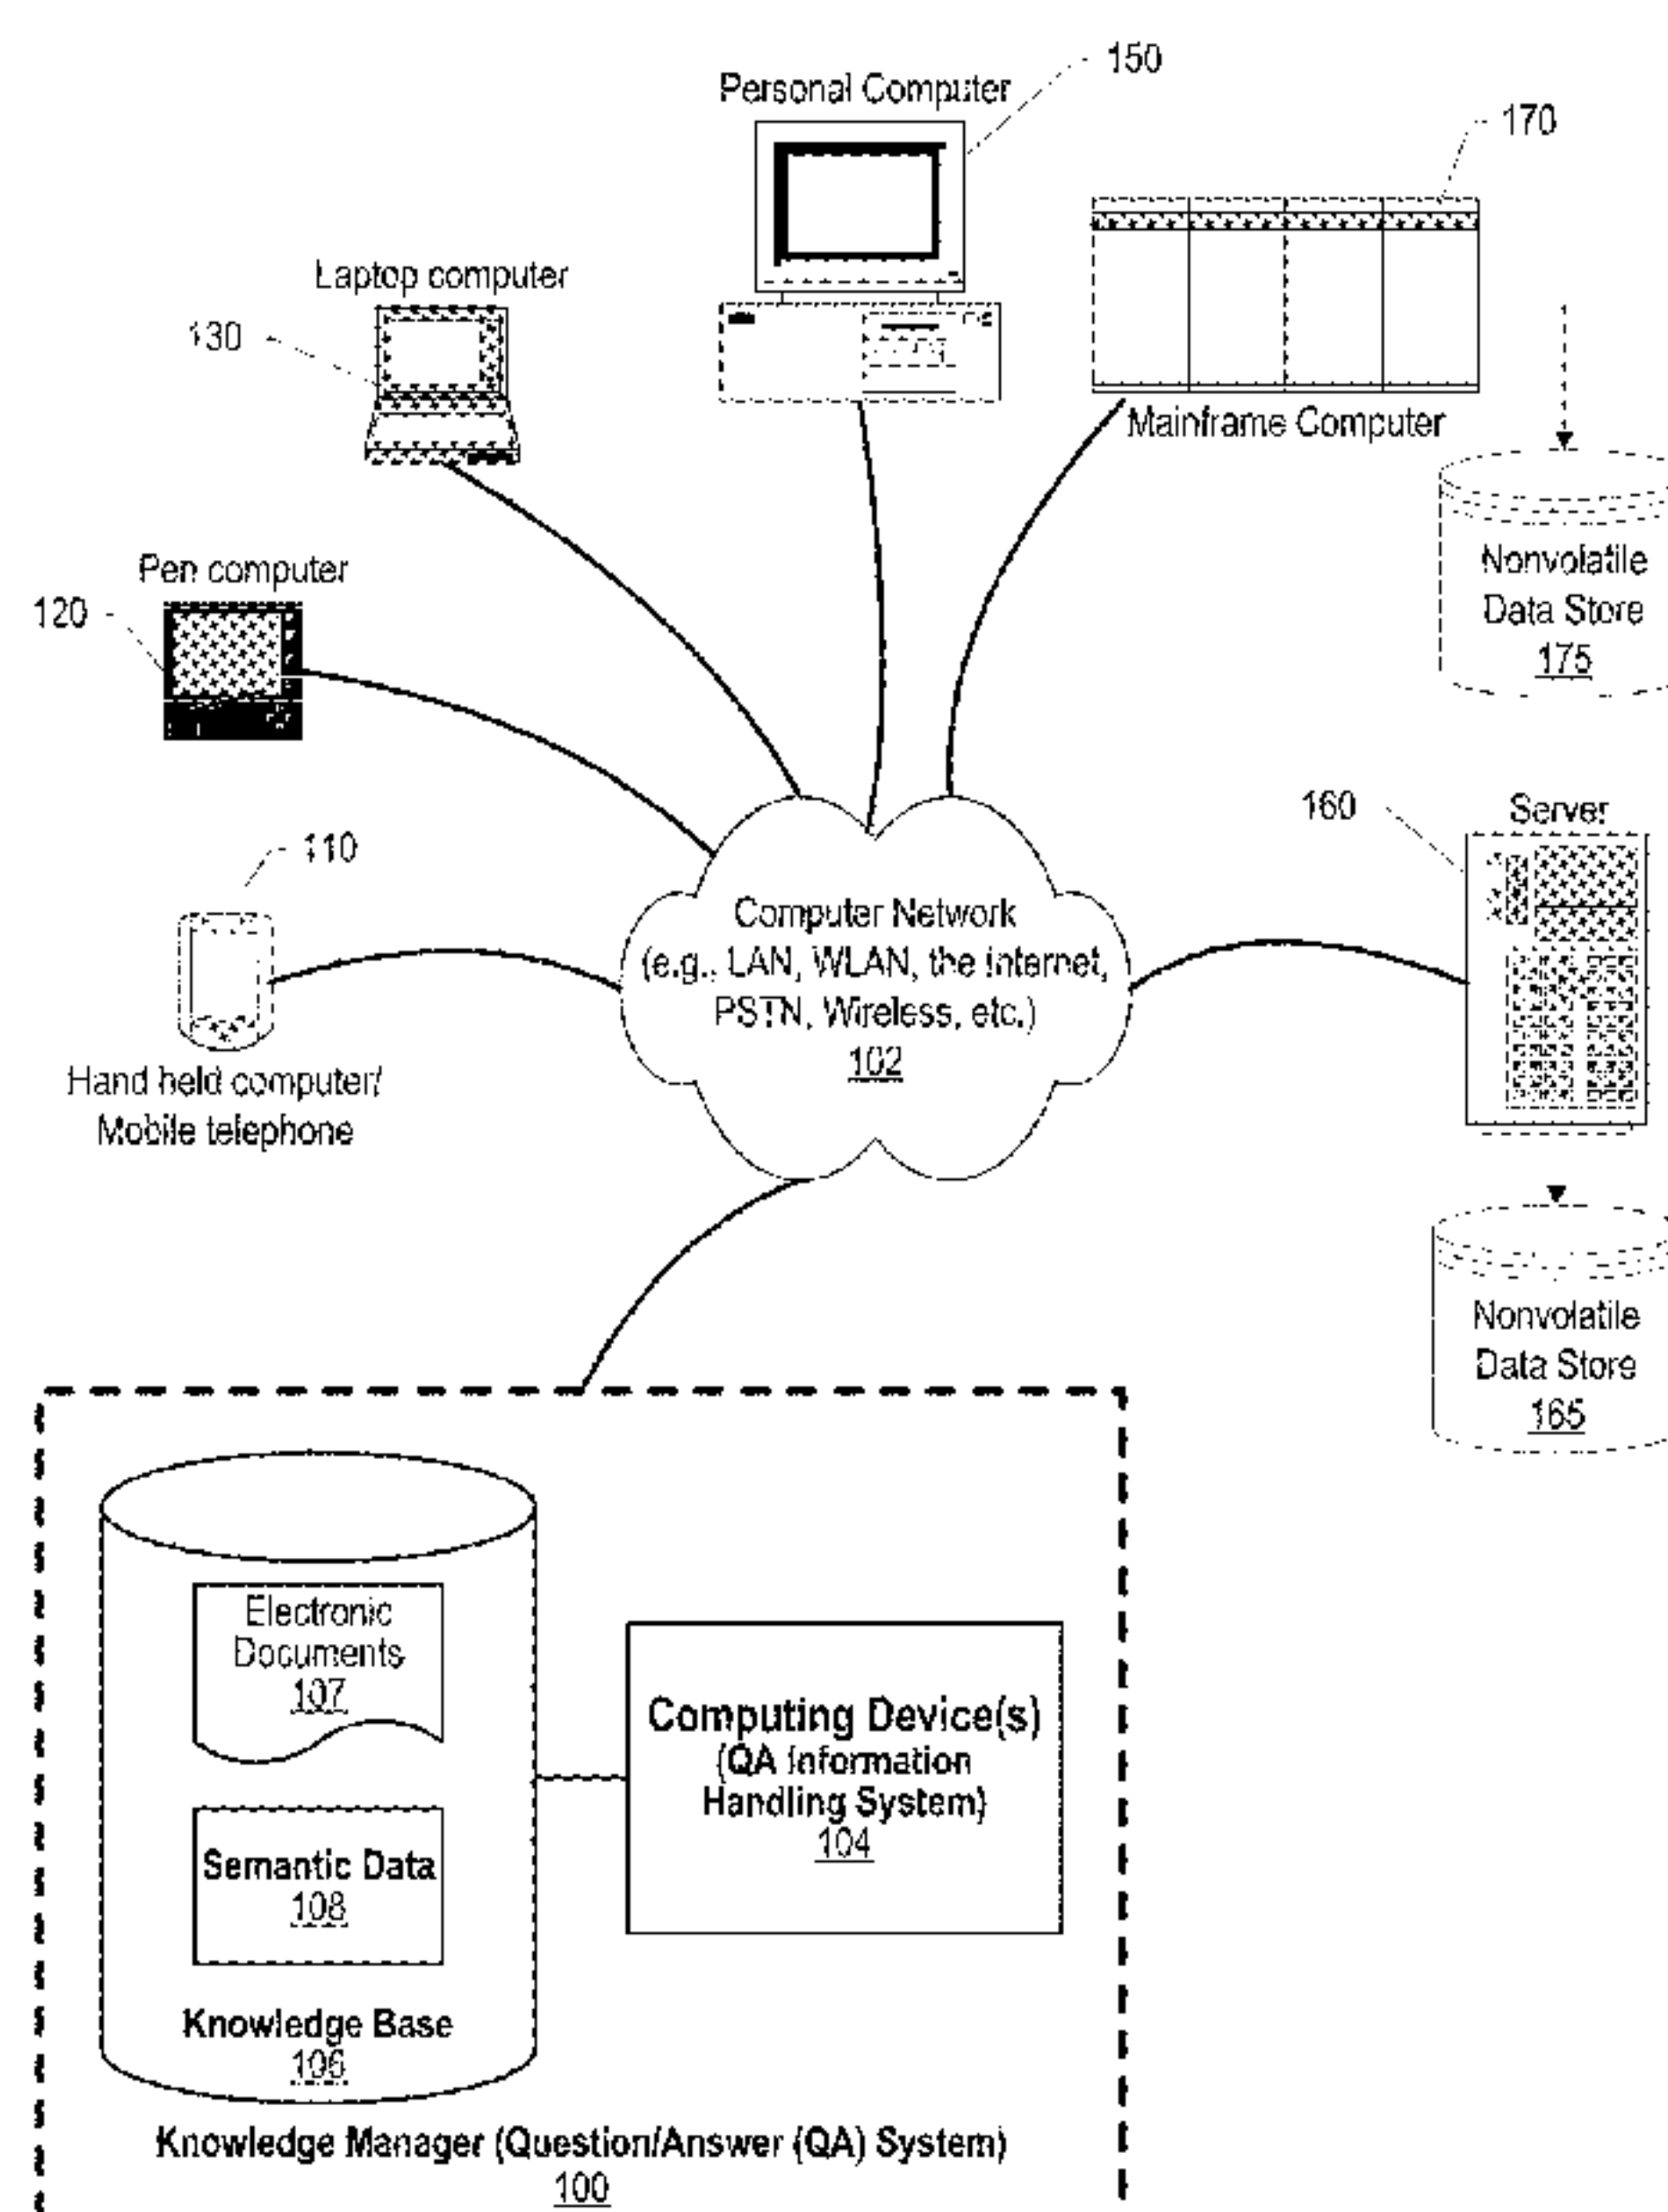 150
Personal Computer
170
Laptop computer
130
Mainframe Computer
Nonvolatile
Data Store
175
Pen computer
120
160
Server
110
Computer Network
(e.g., LAN, WLAN, the Internet,
PSTN, Wireless, etc.)
102
Hand held computer/
Mobile telephone
Nonvolatile
Data Store
165
Electronic
Documents
107
Computing Device(s)
(QA Information
Handling System)
104
Semantic Data
108
Knowledge Base
106
Knowledge Manager (Question/Answer (QA) System)
100